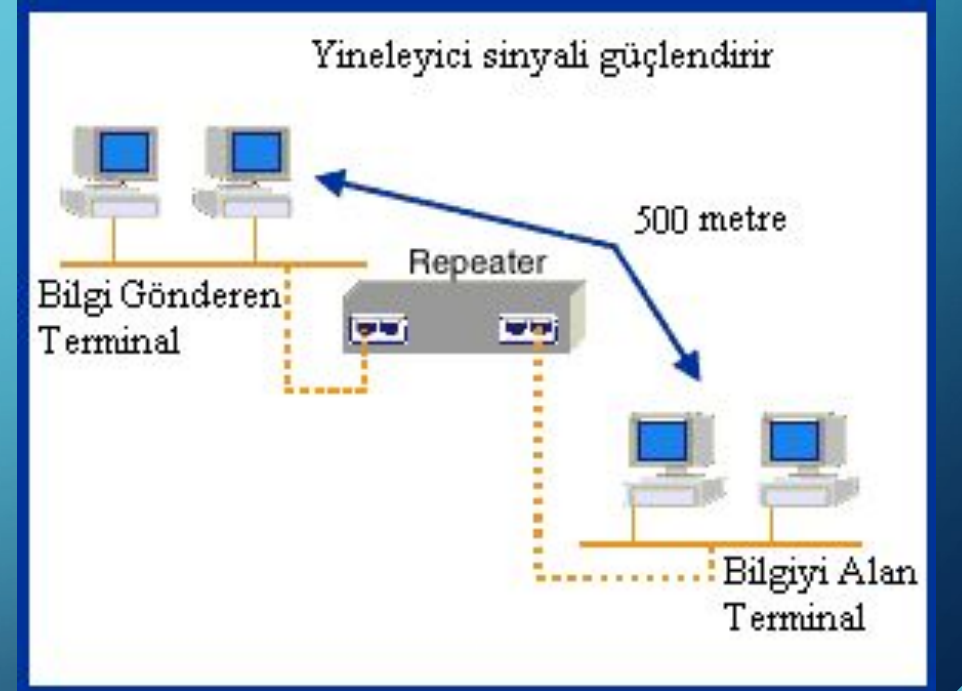 Yineleyici sinyali güçlendirir
500 metre
Repeater
Bilgi Gönderen
Terminal
Bilgiyi Alan
Terminal